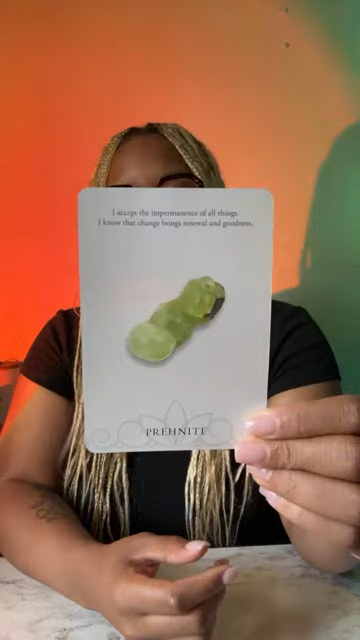 I accept the impermanence of all things.
I know that change brings renewal and goodness.
PREHNITE